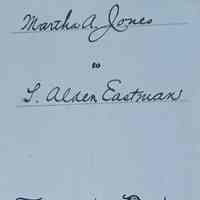 Martha A. Jones
to
L. Alden Eastman